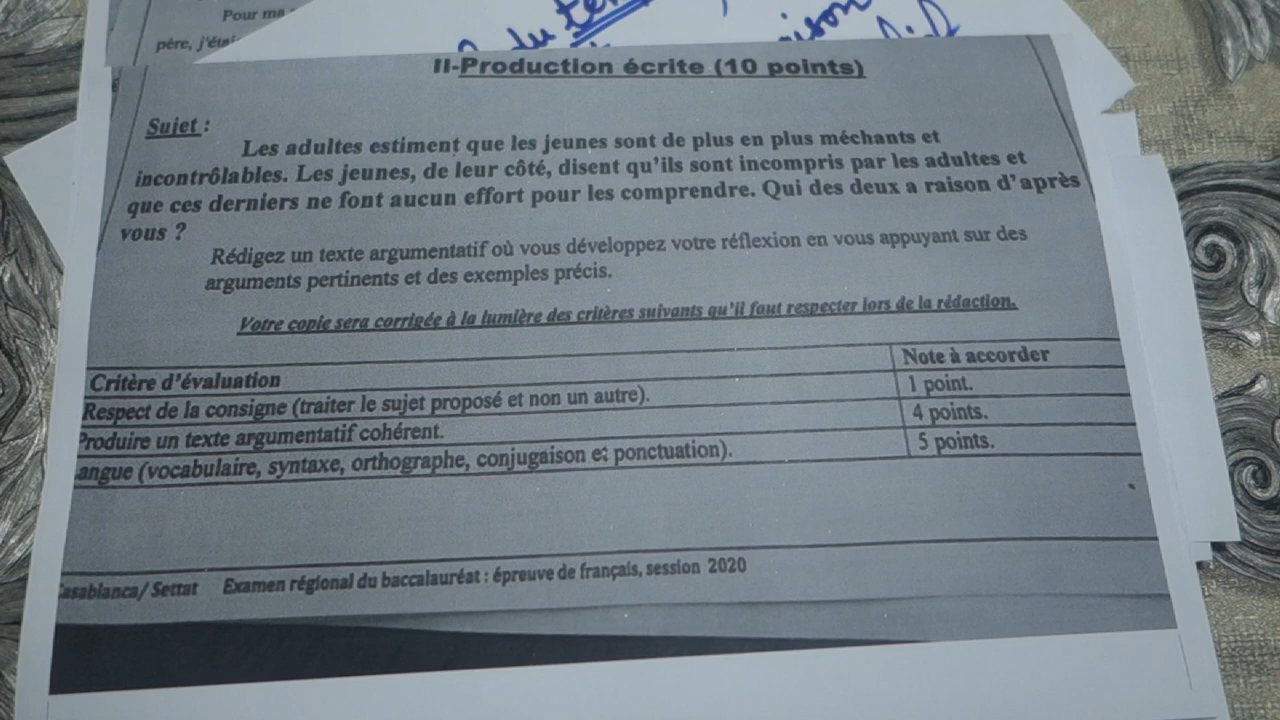 Pour ma
père, j'étai
du
II-Production écrite (10 points)
Sujet :
Les adultes estiment que les jeunes sont de plus en plus méchants et
incontrôlables. Les jeunes, de leur côté, disent qu'ils sont incompris par les adultes et
que ces derniers ne font aucun effort pour les comprendre. Qui des deux a raison d'après
vous ?
Rédigez un texte argumentatif où vous développez votre réflexion en vous appuyant sur des
arguments pertinents et des exemples précis.
Votre copie sera corrigée à la lumière des critères suivants qu'il faut respecter lors de la rédaction.
Critère d'évaluation Note à accorder
Respect de la consigne (traiter le sujet proposé et non un autre). 1 point.
Produire un texte argumentatif cohérent. 4 points.
angue (vocabulaire, syntaxe, orthographe, conjugaison et ponctuation). 5 points.
asablanca/ Settat Examen régional du baccalauréat : épreuve de français, session 2020